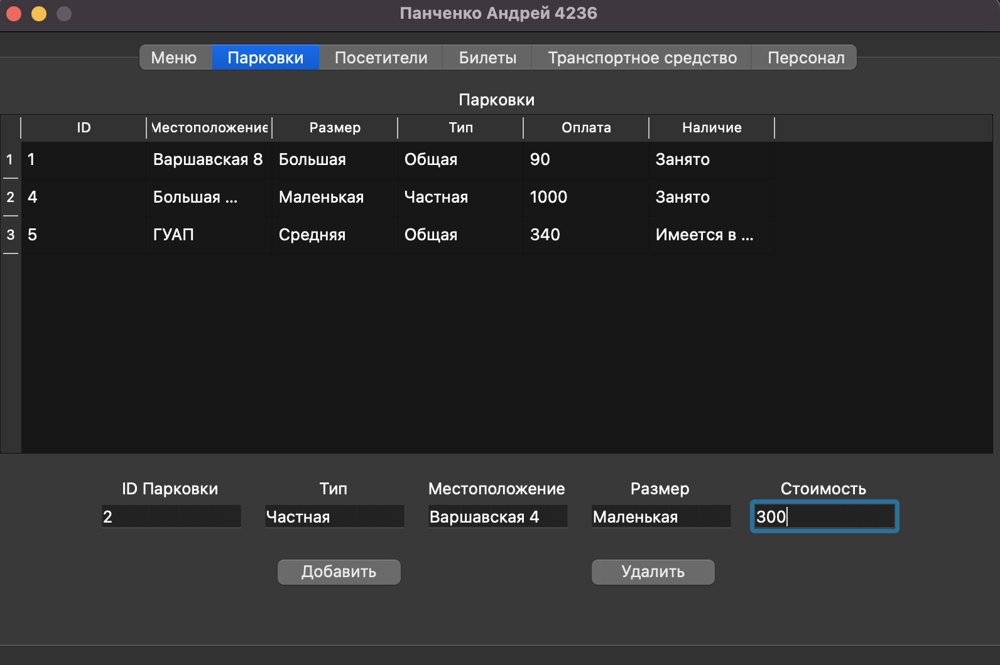 Панченко Андрей 4236
Меню Парковки Посетители Билеты Транспортное средство Персонал
Парковки
ID Местоположение Размер Тип Оплата Наличие
1 1 Варшавская 8 Большая Общая 90 Занято
2 4 Большая ... Маленькая Частная 1000 Занято
3 5 ГУАП Средняя Общая 340 Имеется в ...
ID Парковки Тип Местоположение Размер Стоимость
2 Частная Варшавская 4 Маленькая 300
Добавить Удалить